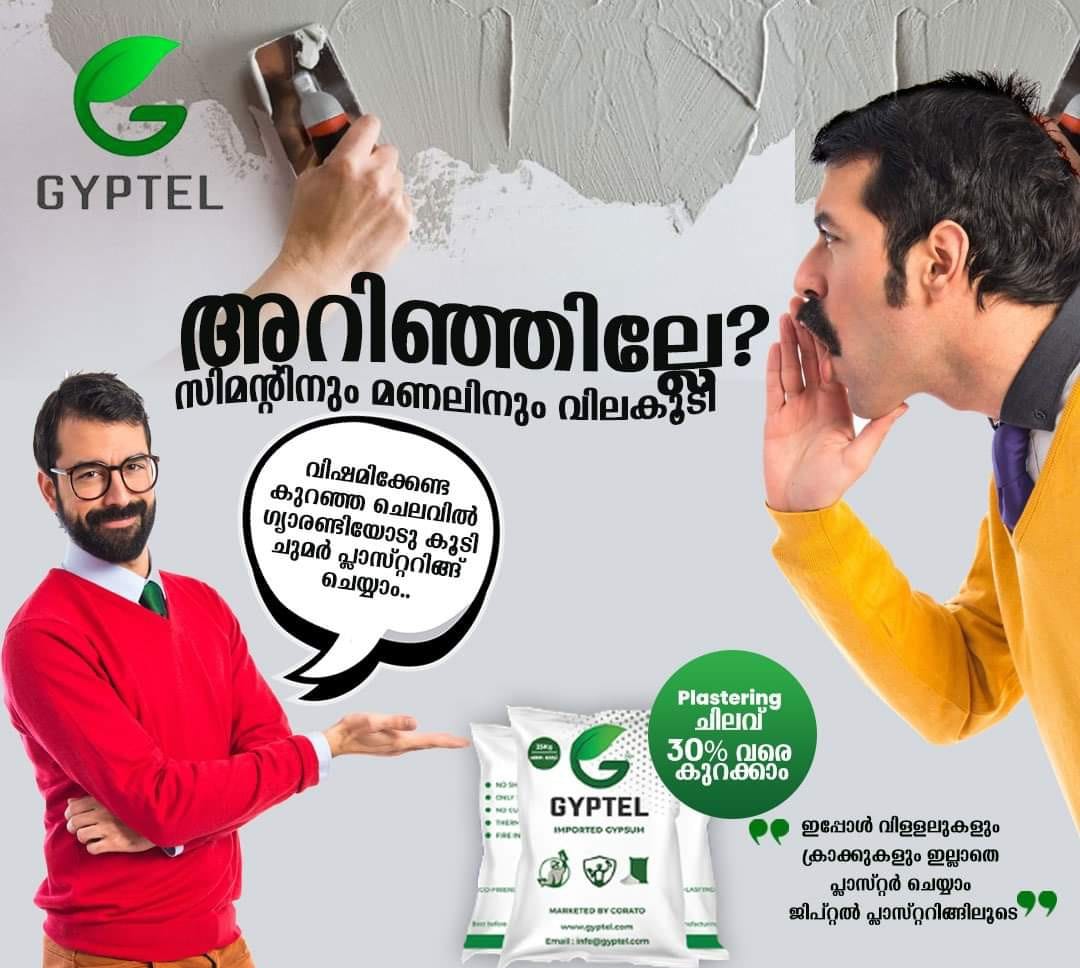 GYPTEL
അറിഞ്ഞില്ലേ?
സിമന്റിനും മണലിനും വിലകൂടി
വിഷമിക്കേണ്ട
കുറഞ്ഞ ചെലവിൽ
ഗ്യാരണ്ടിയോടു കൂടി
ചുമർ പ്ലാസ്റ്ററിങ്ങ്
ചെയ്യാം..
Plastering
ചിലവ്
30% വരെ
കുറക്കാം
25Kg
GYPTEL
IMPORTED GYPSUM
MARKETED BY CORATO
www.gyptel.com
Email : info@gyptel.com
ഇപ്പോൾ വിള്ളലുകളും
ക്രാക്കുകളും ഇല്ലാതെ
പ്ലാസ്റ്റർ ചെയ്യാം
ജിപ്റ്റൽ പ്ലാസ്റ്ററിങ്ങിലൂടെ